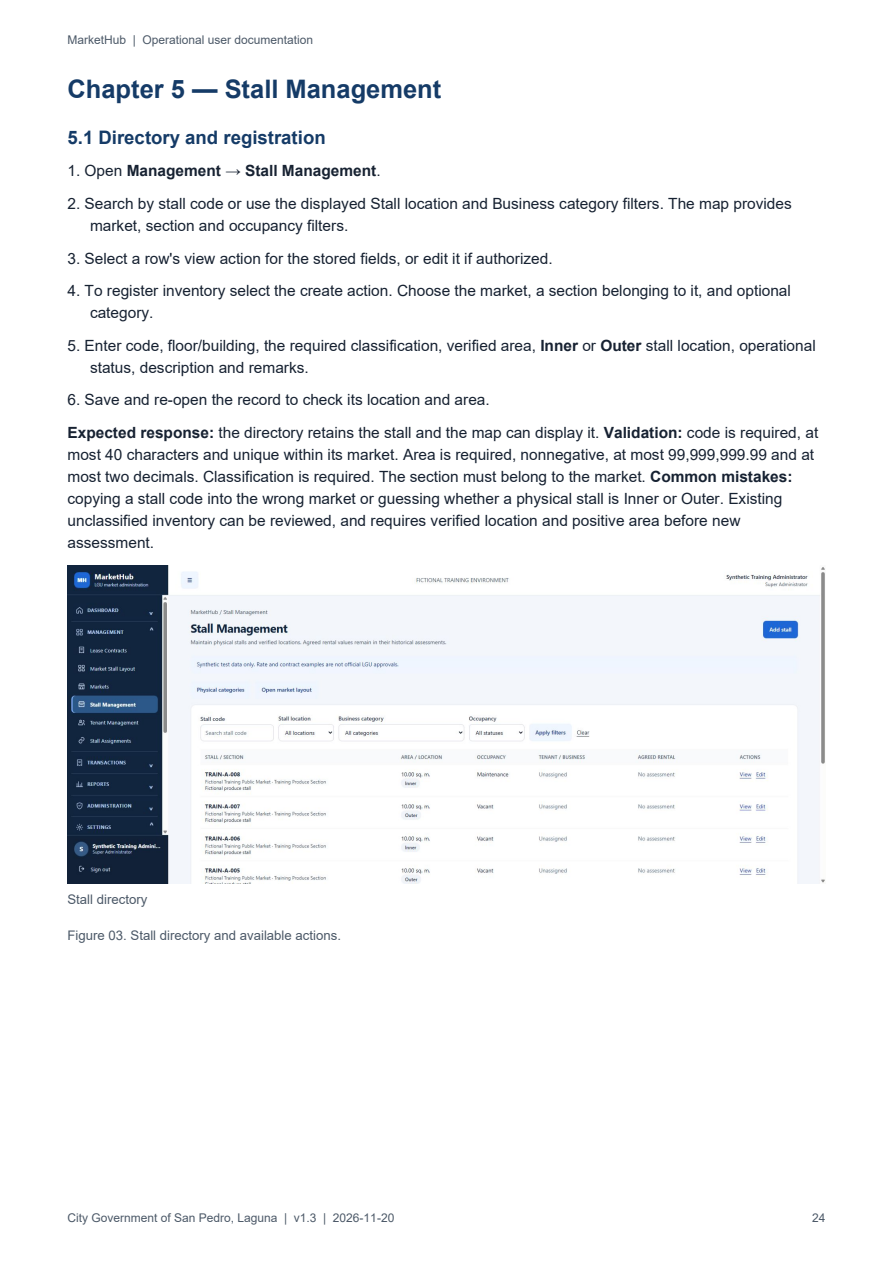 MarketHub | Operational user documentation
Chapter 5 — Stall Management
5.1 Directory and registration
1. Open Management → Stall Management.
2. Search by stall code or use the displayed Stall location and Business category filters. The map provides
market, section and occupancy filters.
3. Select a row's view action for the stored fields, or edit it if authorized.
4. To register inventory select the create action. Choose the market, a section belonging to it, and optional
category.
5. Enter code, floor/building, the required classification, verified area, Inner or Outer stall location, operational
status, description and remarks.
6. Save and re-open the record to check its location and area.
Expected response: the directory retains the stall and the map can display it. Validation: code is required, at
most 40 characters and unique within its market. Area is required, nonnegative, at most 99,999,999.99 and at
most two decimals. Classification is required. The section must belong to the market. Common mistakes:
copying a stall code into the wrong market or guessing whether a physical stall is Inner or Outer. Existing
unclassified inventory can be reviewed, and requires verified location and positive area before new
assessment.
MH
MarketHub
LGU market administration
DASHBOARD
MANAGEMENT
Lease Contracts
Market Stall Layout
Markets
Stall Management
Tenant Management
Stall Assignments
TRANSACTIONS
REPORTS
ADMINISTRATION
SETTINGS
S
Synthetic Training Admini...
Super Administrator
Sign out
FICTIONAL TRAINING ENVIRONMENT
Synthetic Training Administrator
Super Administrator
MarketHub / Stall Management
Stall Management
Add stall
Maintain physical stalls and verified locations. Agreed rental values remain in their historical assessments.
Synthetic test data only. Rate and contract examples are not official LGU approvals.
Physical categories Open market layout
Stall code Stall location Business category Occupancy
Search stall code All locations All categories All statuses Apply filters Clear
STALL / SECTION AREA / LOCATION OCCUPANCY TENANT / BUSINESS AGREED RENTAL ACTIONS
TRAIN-A-008 10.00 sq. m. Maintenance Unassigned No assessment View Edit
Fictional Training Public Market - Training Produce Section Inner
Fictional produce stall
TRAIN-A-007 10.00 sq. m. Vacant Unassigned No assessment View Edit
Fictional Training Public Market - Training Produce Section Outer
Fictional produce stall
TRAIN-A-006 10.00 sq. m. Vacant Unassigned No assessment View Edit
Fictional Training Public Market - Training Produce Section Inner
Fictional produce stall
TRAIN-A-005 10.00 sq. m. Vacant Unassigned No assessment View Edit
Fictional Training Public Market - Training Produce Section Outer
Stall directory
Figure 03. Stall directory and available actions.
City Government of San Pedro, Laguna | v1.3 | 2026-11-20 24